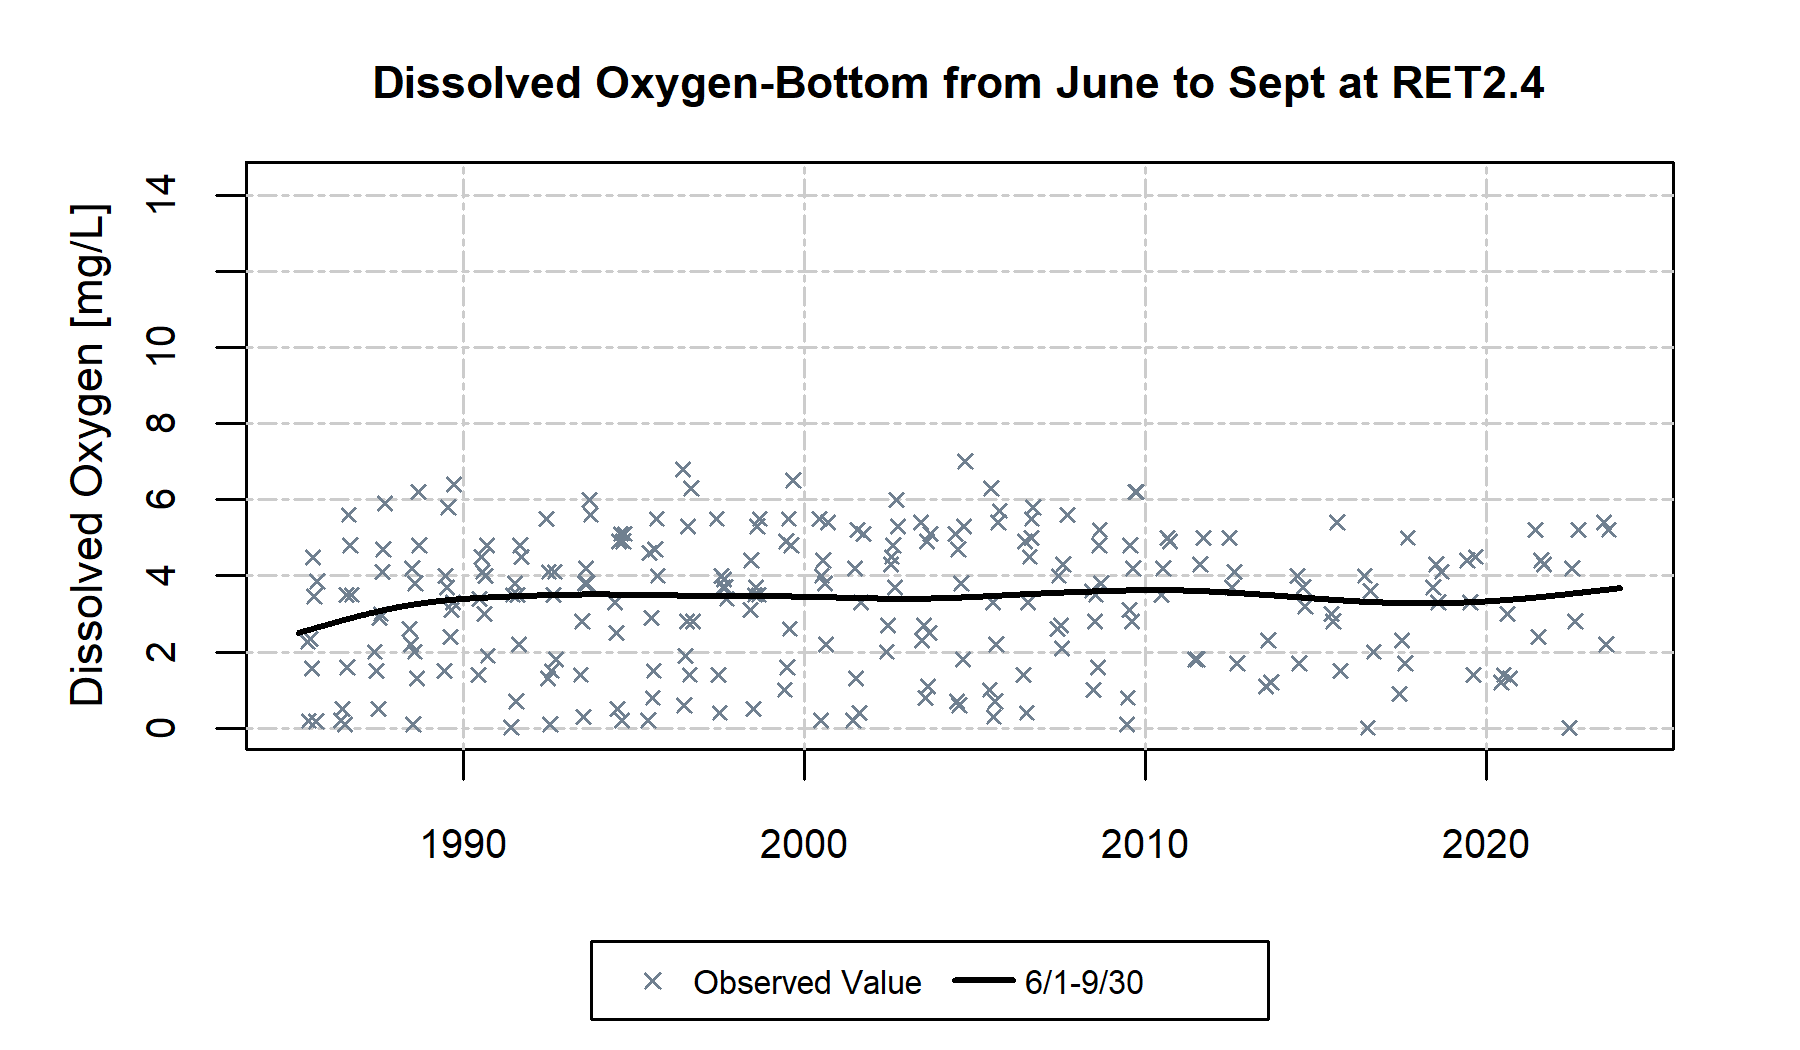 Dissolved Oxygen-Bottom from June to Sept at RET2.4
Dissolved Oxygen [mg/L]
14
10
8
6
4
2
0
1990 2000 2010 2020
Observed Value 6/1-9/30